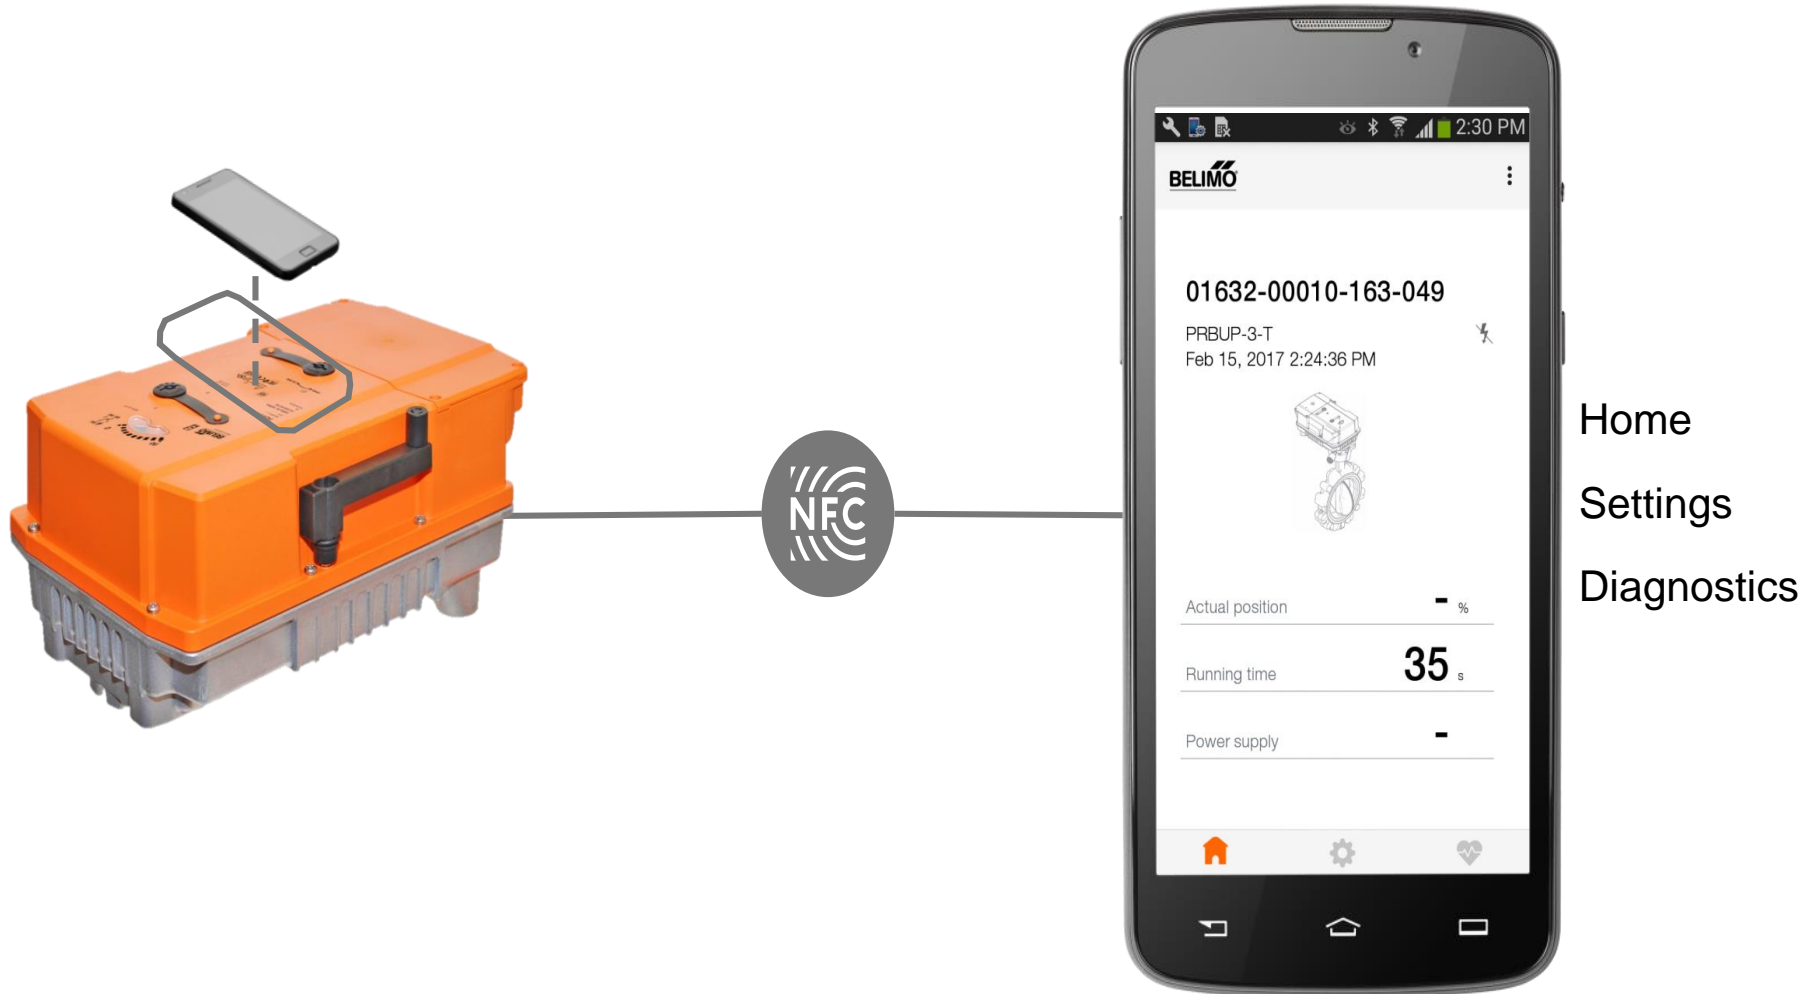 2:30 PM
BELIMO
01632-00010-163-049
PRBUP-3-T
Feb 15, 2017 2:24:36 PM
Actual position - %
Running time 35 s
Power supply -
NFC
Home
Settings
Diagnostics